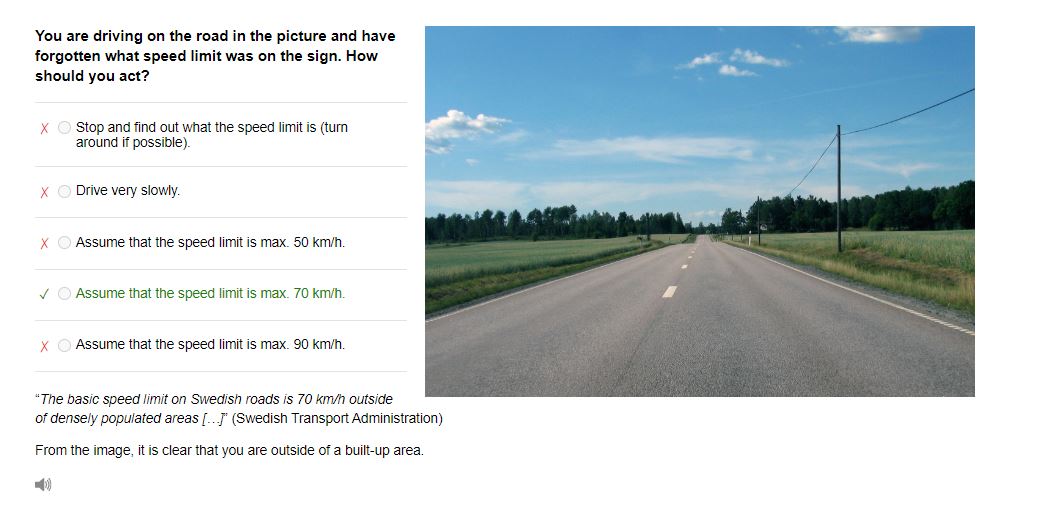 You are driving on the road in the picture and have
forgotten what speed limit was on the sign. How
should you act?
Stop and find out what the speed limit is (turn
around if possible).
Drive very slowly.
Assume that the speed limit is max. 50 km/h.
Assume that the speed limit is max. 70 km/h.
Assume that the speed limit is max. 90 km/h.
“The basic speed limit on Swedish roads is 70 km/h outside
of densely populated areas […]” (Swedish Transport Administration)
From the image, it is clear that you are outside of a built-up area.